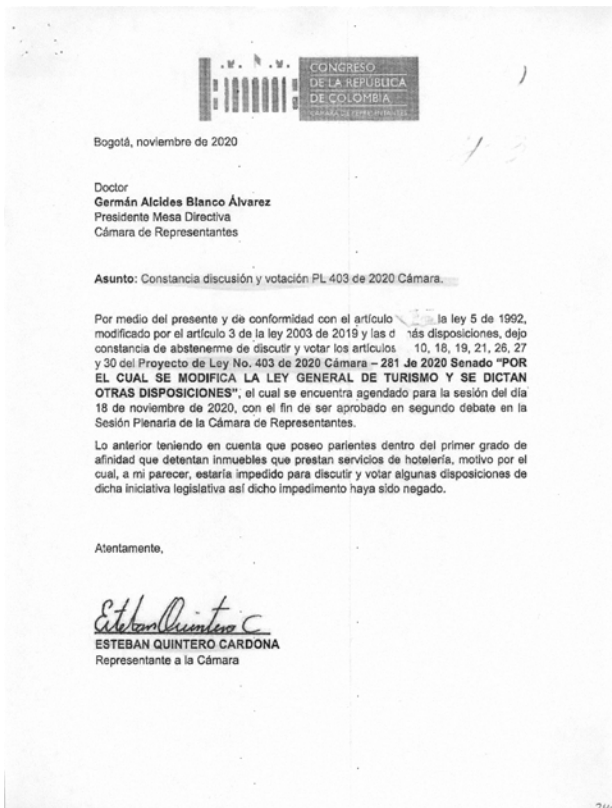 CONGRESO
DE LA REPÚBLICA
DE COLOMBIA
CÁMARA DE REPRESENTANTES
Bogotá, noviembre de 2020
Doctor
Germán Alcides Blanco Álvarez
Presidente Mesa Directiva
Cámara de Representantes
Asunto: Constancia discusión y votación PL 403 de 2020 Cámara.
Por medio del presente y de conformidad con el artículo la ley 5 de 1992,
modificado por el artículo 3 de la ley 2003 de 2019 y las d más disposiciones, dejo
constancia de abstenerme de discutir y votar los artículos 10, 18, 19, 21, 26, 27
y 30 del Proyecto de Ley No. 403 de 2020 Cámara – 281 de 2020 Senado “POR
EL CUAL SE MODIFICA LA LEY GENERAL DE TURISMO Y SE DICTAN
OTRAS DISPOSICIONES”, el cual se encuentra agendado para la sesión del día
18 de noviembre de 2020, con el fin de ser aprobado en segundo debate en la
Sesión Plenaria de la Cámara de Representantes.
Lo anterior teniendo en cuenta que poseo parientes dentro del primer grado de
afinidad que detentan inmuebles que prestan servicios de hotelería, motivo por el
cual, a mi parecer, estaría impedido para discutir y votar algunas disposiciones de
dicha iniciativa legislativa así dicho impedimento haya sido negado.
Atentamente,
Esteban Quintero C
ESTEBAN QUINTERO CARDONA
Representante a la Cámara